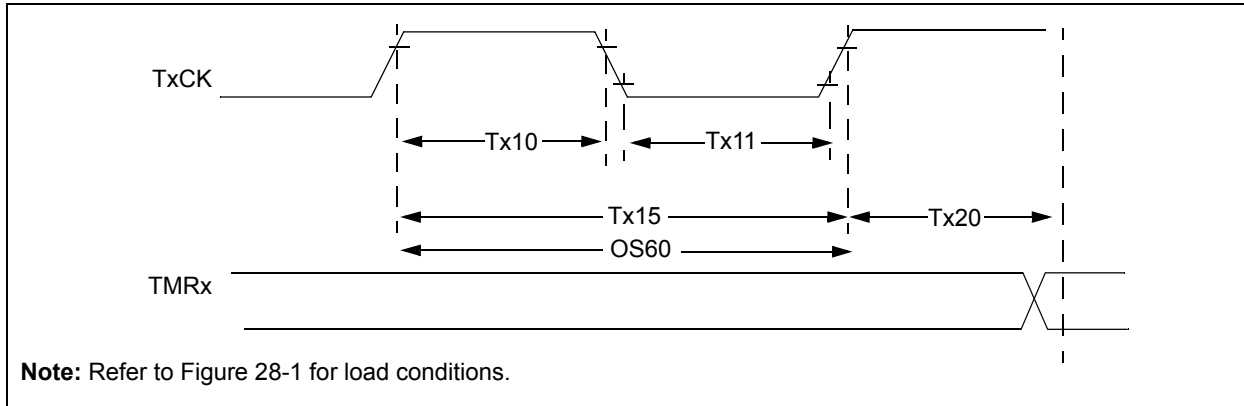 TxCK
Tx10
Tx11
Tx15
Tx20
OS60
TMRx
Note: Refer to Figure 28-1 for load conditions.